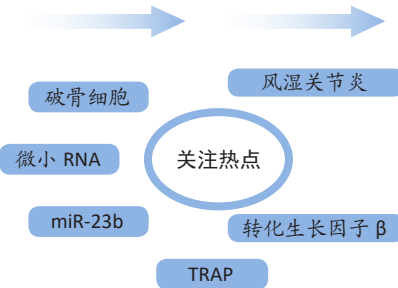 风湿关节炎
破骨细胞
微小 RNA
关注热点
miR-23b
转化生长因子 β
TRAP